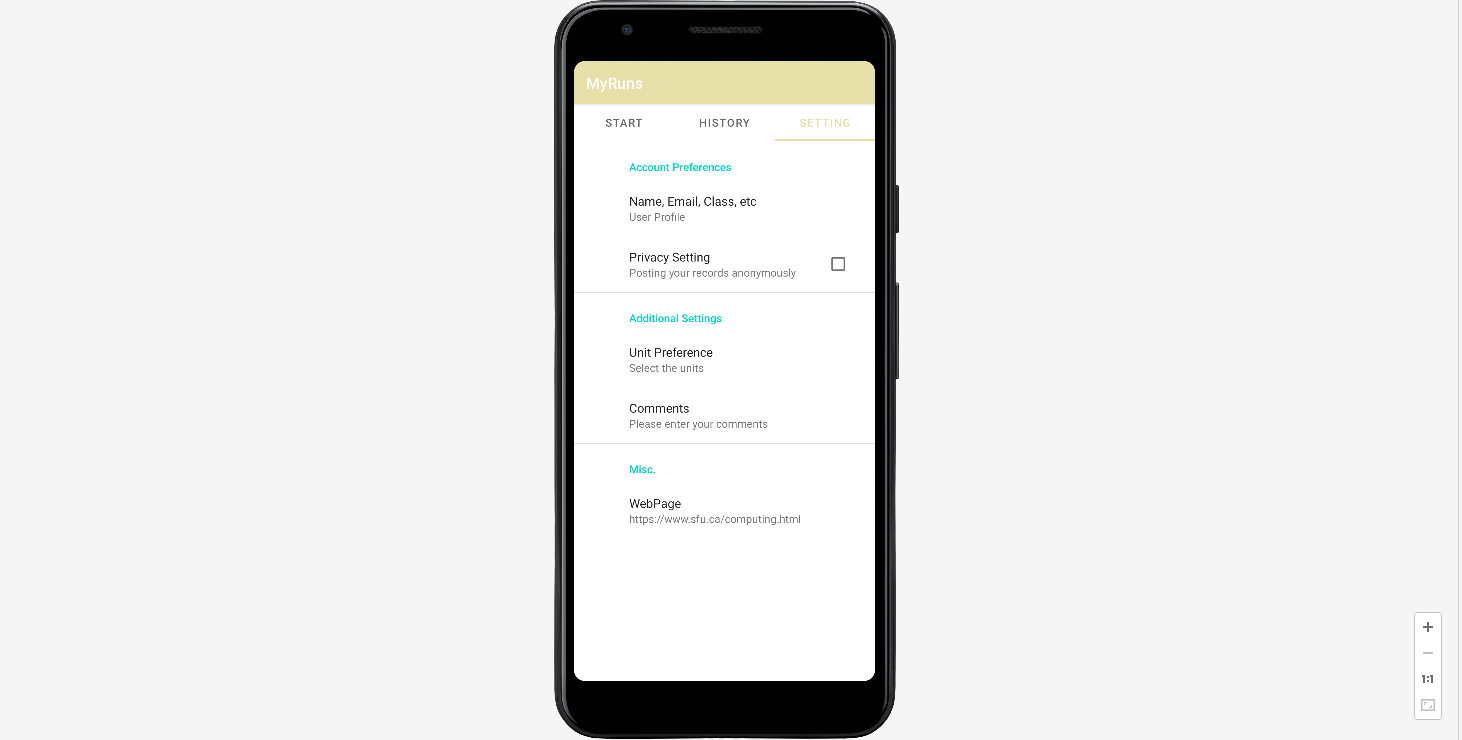 MyRuns
START HISTORY SETTING
Account Preferences
Name, Email, Class, etc
User Profile
Privacy Setting
Posting your records anonymously
Additional Settings
Unit Preference
Select the units
Comments
Please enter your comments
Misc.
WebPage
https://www.sfu.ca/computing.html
1:1